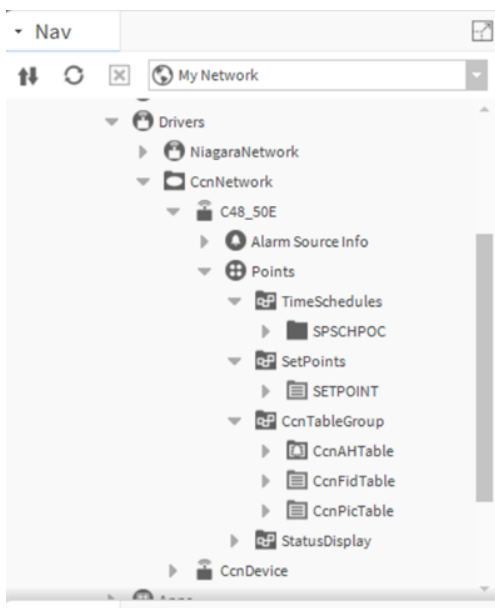 Nav
My Network
Drivers
NiagaraNetwork
CcnNetwork
C48_50E
Alarm Source Info
Points
TimeSchedules
SPSCHPOC
SetPoints
SETPOINT
CcnTableGroup
CcnAHTable
CcnFidTable
CcnPicTable
StatusDisplay
CcnDevice